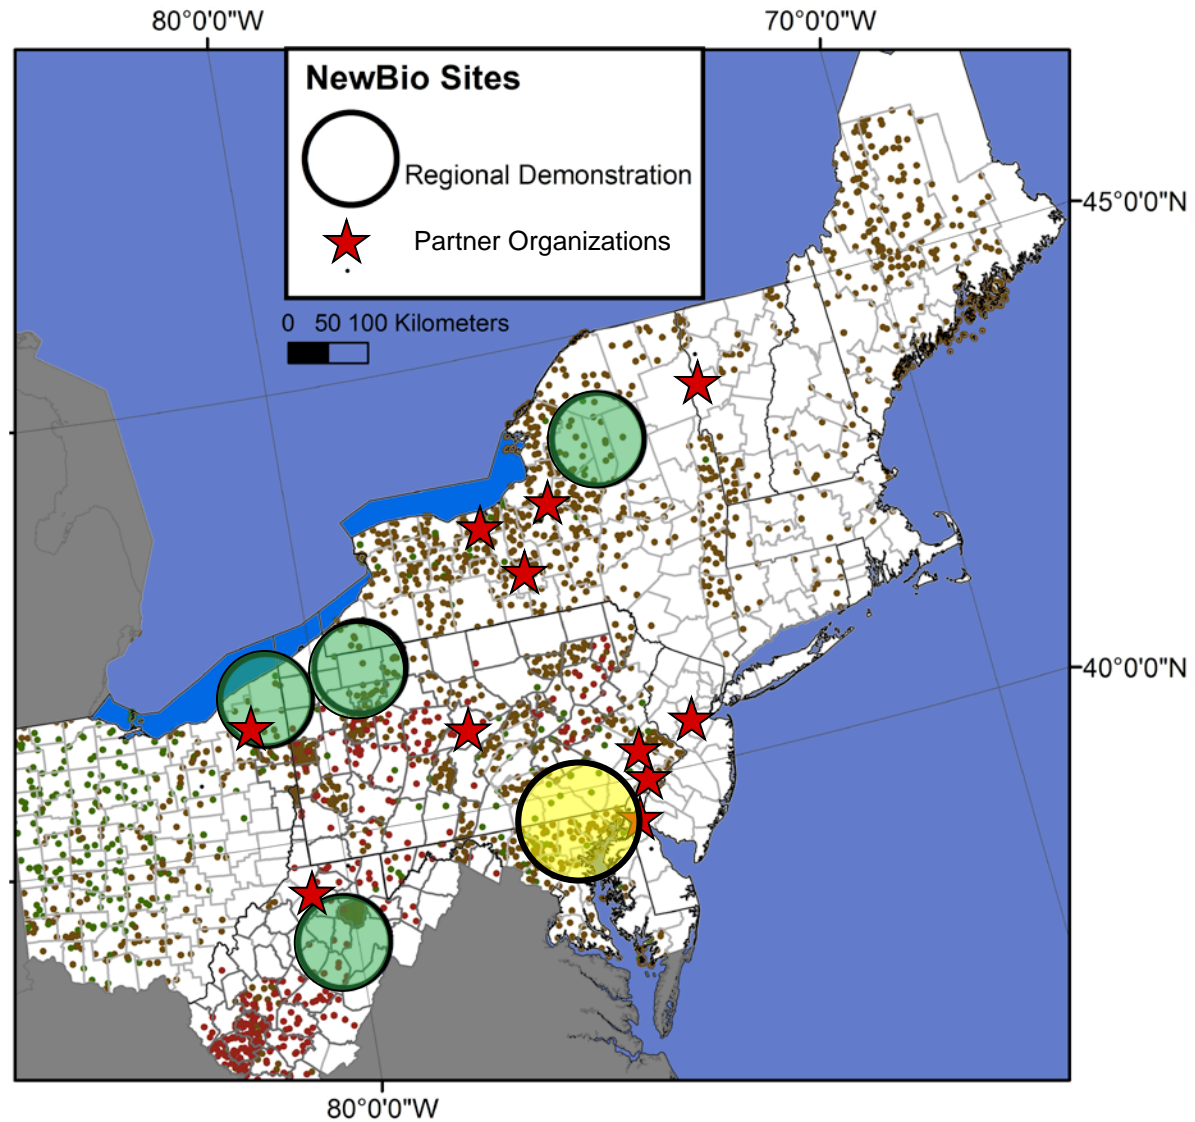 80°0'0"W
70°0'0"W
NewBio Sites
Regional Demonstration
Partner Organizations
0 50 100 Kilometers
45°0'0"N
40°0'0"N
80°0'0"W